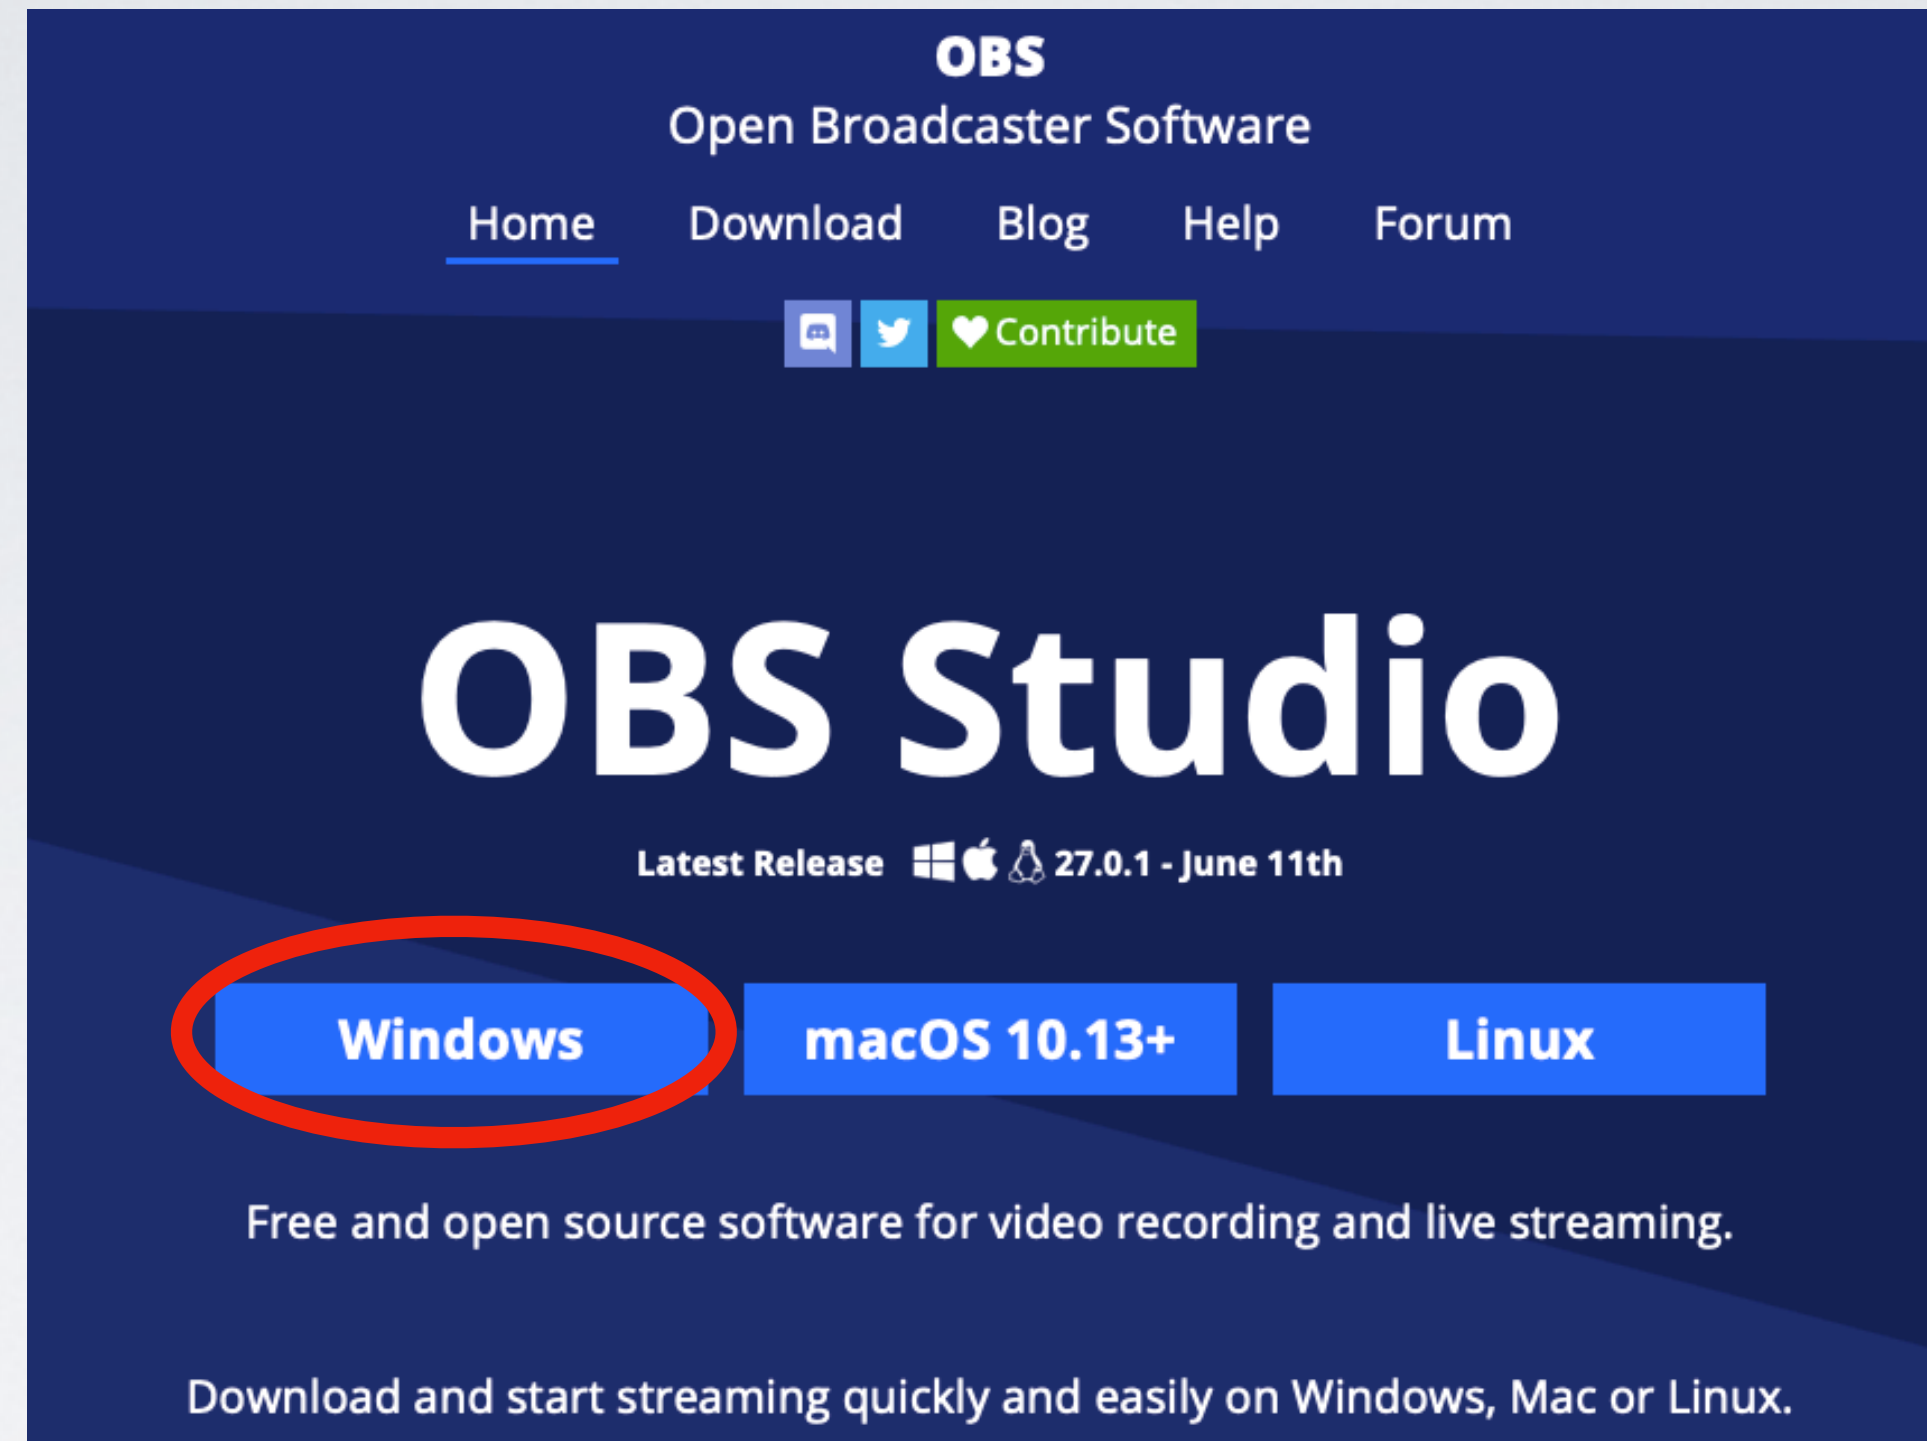 OBS
Open Broadcaster Software
Home Download Blog Help Forum
Contribute
OBS Studio
Latest Release 27.0.1 - June 11th
Windows macOS 10.13+ Linux
Free and open source software for video recording and live streaming.
Download and start streaming quickly and easily on Windows, Mac or Linux.